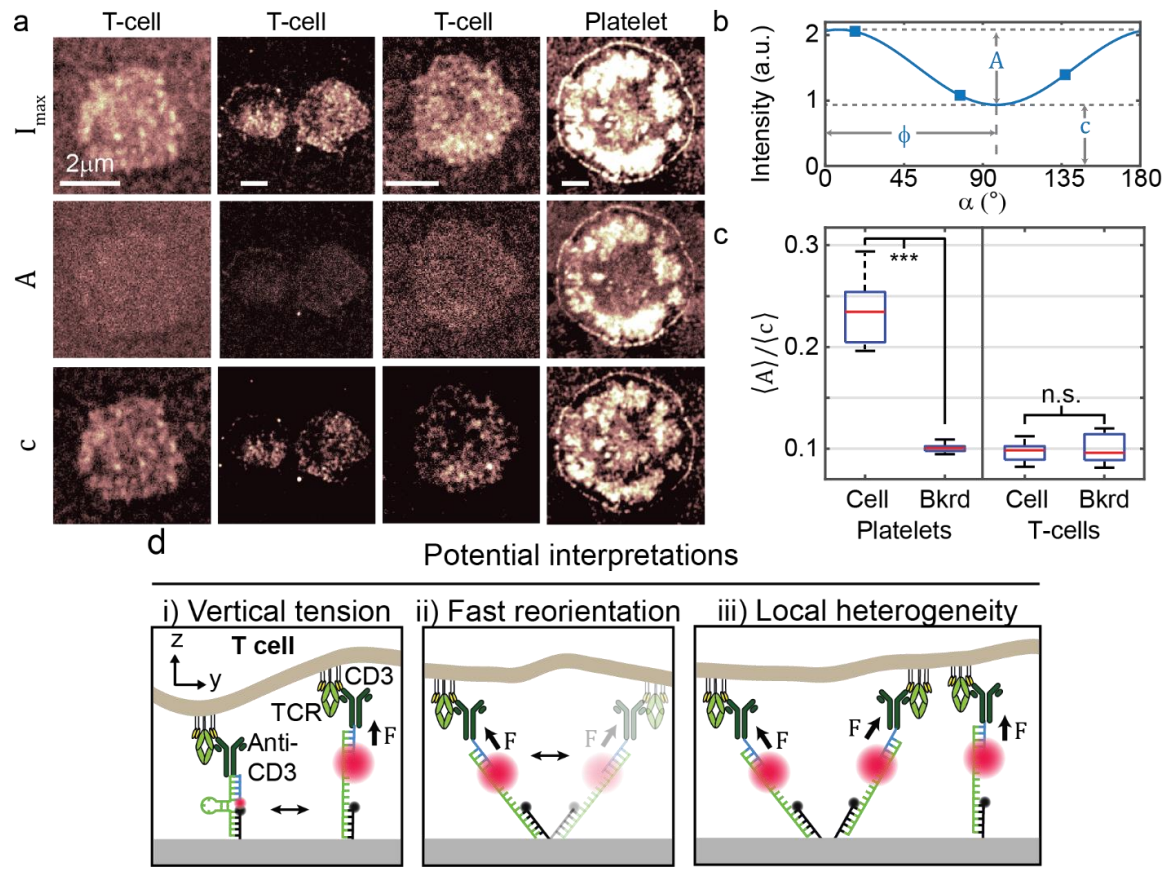 a
T-cell T-cell T-cell Platelet
I_max
2μm
A
c
b
Intensity (a.u.)
2
1
0
A
ϕ
c
0 45 90 135 180
α (°)
c
⟨A⟩/⟨c⟩
0.3
0.2
0.1
***
n.s.
Cell Bkrd Cell Bkrd
Platelets T-cells
d
Potential interpretations
i) Vertical tension
z
y
T cell
CD3
TCR
F
Anti-
CD3
ii) Fast reorientation
F F
iii) Local heterogeneity
F F F